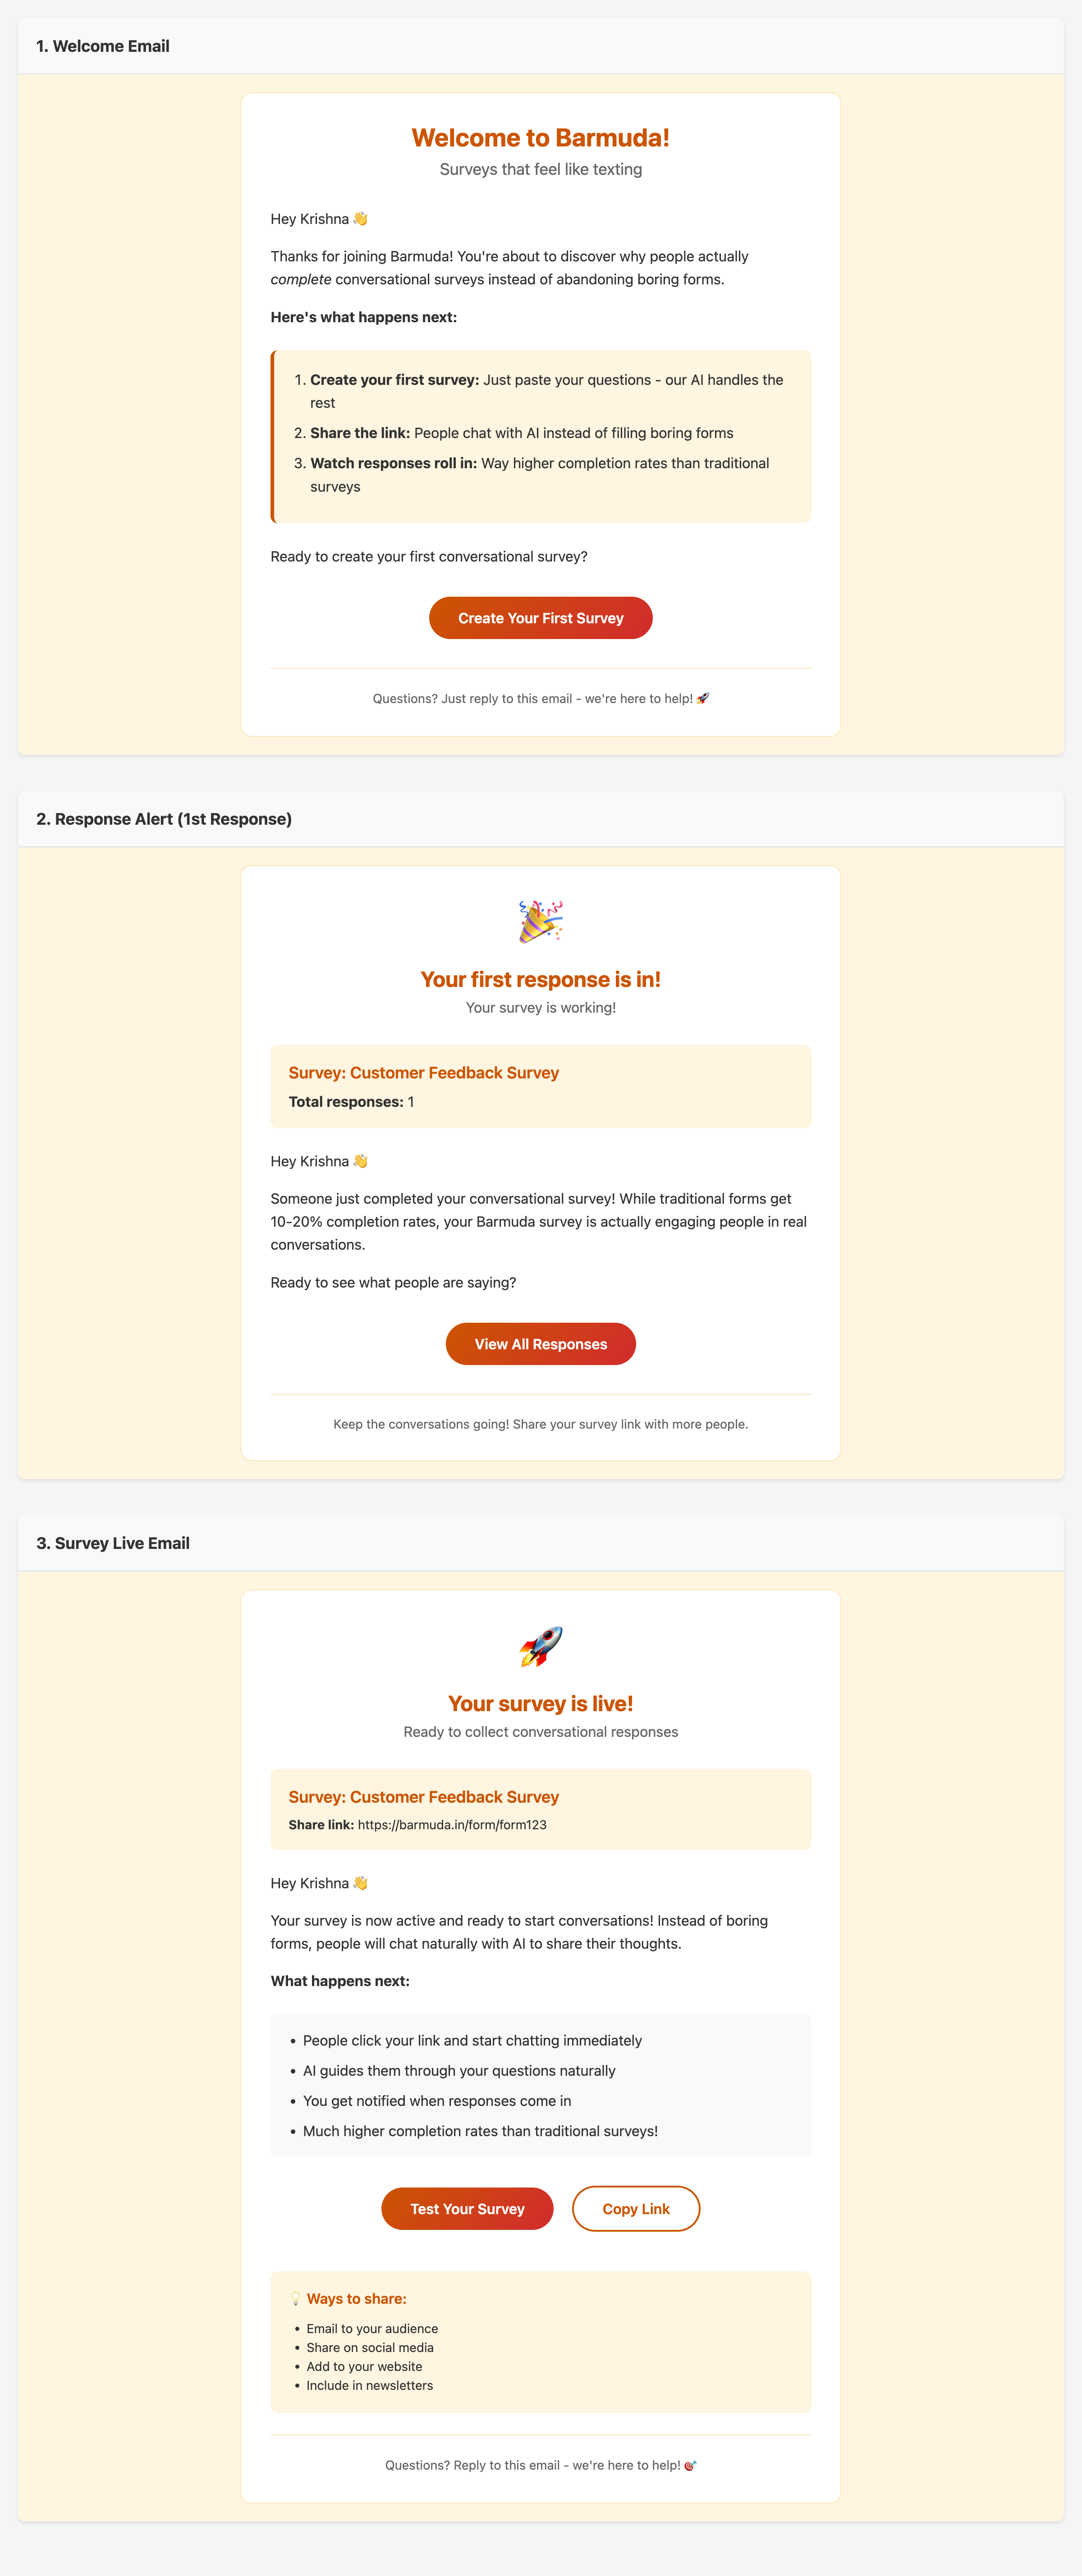 1. Welcome Email
Welcome to Barmuda!
Surveys that feel like texting
Hey Krishna 👋
Thanks for joining Barmuda! You're about to discover why people actually
complete conversational surveys instead of abandoning boring forms.
Here's what happens next:
1. Create your first survey: Just paste your questions - our AI handles the
rest
2. Share the link: People chat with AI instead of filling boring forms
3. Watch responses roll in: Way higher completion rates than traditional
surveys
Ready to create your first conversational survey?
Create Your First Survey
Questions? Just reply to this email - we're here to help! 🚀
2. Response Alert (1st Response)
🎉
Your first response is in!
Your survey is working!
Survey: Customer Feedback Survey
Total responses: 1
Hey Krishna 👋
Someone just completed your conversational survey! While traditional forms get
10-20% completion rates, your Barmuda survey is actually engaging people in real
conversations.
Ready to see what people are saying?
View All Responses
Keep the conversations going! Share your survey link with more people.
3. Survey Live Email
🚀
Your survey is live!
Ready to collect conversational responses
Survey: Customer Feedback Survey
Share link: https://barmuda.in/form/form123
Hey Krishna 👋
Your survey is now active and ready to start conversations! Instead of boring
forms, people will chat naturally with AI to share their thoughts.
What happens next:
• People click your link and start chatting immediately
• AI guides them through your questions naturally
• You get notified when responses come in
• Much higher completion rates than traditional surveys!
Test Your Survey
Copy Link
💡 Ways to share:
• Email to your audience
• Share on social media
• Add to your website
• Include in newsletters
Questions? Reply to this email - we're here to help! 🎯